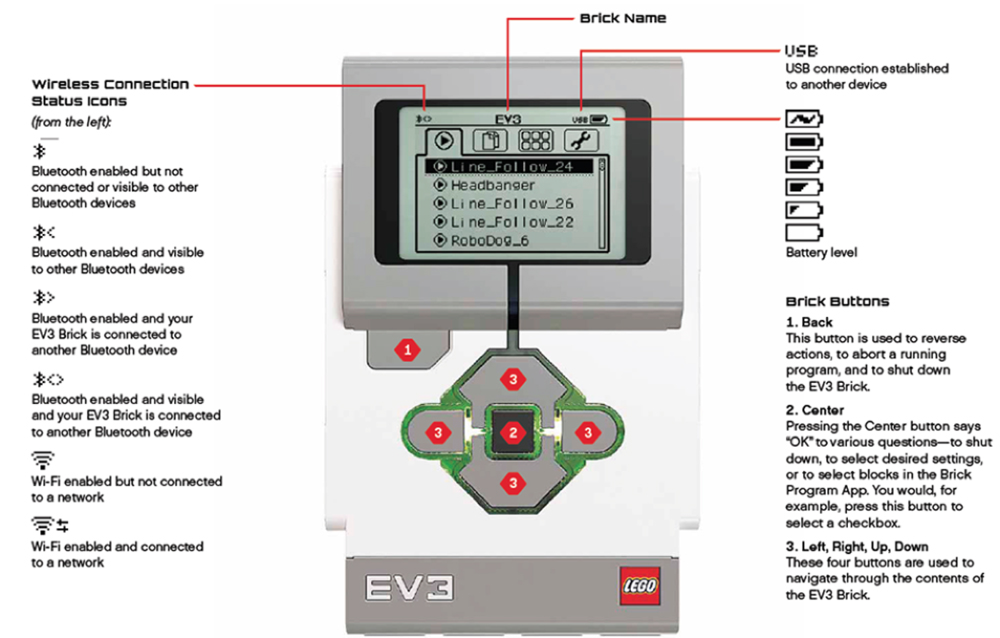 Brick Name
Wireless Connection
Status Icons
(from the left):
Bluetooth enabled but not
connected or visible to other
Bluetooth devices
Bluetooth enabled and visible
to other Bluetooth devices
Bluetooth enabled and your
EV3 Brick is connected to
another Bluetooth device
Bluetooth enabled and visible
and your EV3 Brick is connected
to another Bluetooth device
Wi-Fi enabled but not connected
to a network
Wi-Fi enabled and connected
to a network
EV3
USB
Line_Follow_24
Headbanger
Line_Follow_26
Line_Follow_22
RoboDog_6
1
3
3
2
3
3
EV3
LEGO
USB
USB connection established
to another device
Battery level
Brick Buttons
1. Back
This button is used to reverse
actions, to abort a running
program, and to shut down
the EV3 Brick.
2. Center
Pressing the Center button says
“OK” to various questions—to shut
down, to select desired settings,
or to select blocks in the Brick
Program App. You would, for
example, press this button to
select a checkbox.
3. Left, Right, Up, Down
These four buttons are used to
navigate through the contents of
the EV3 Brick.